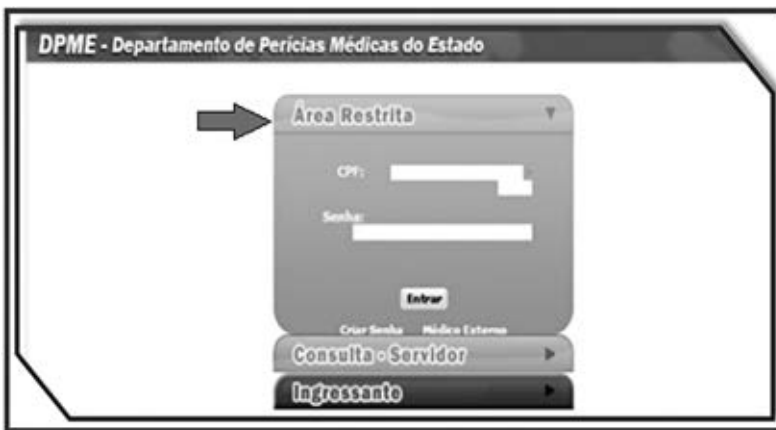 DPME - Departamento de Perícias Médicas do Estado
Área Restrita
CPF:
Senha:
Entrar
Criar Senha Médico Externo
Consulta - Servidor
Ingressante